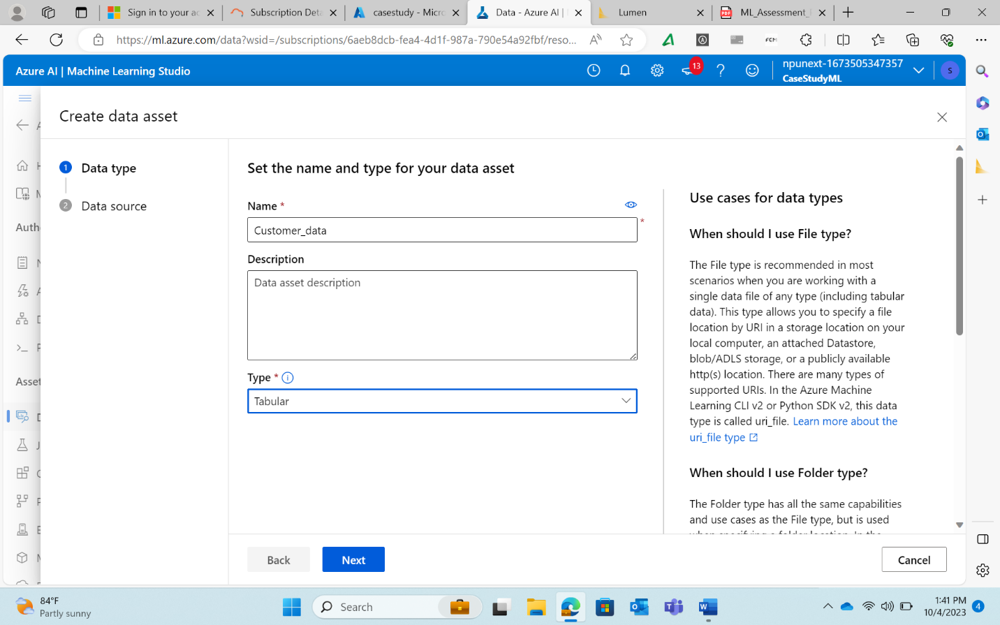 Sign in to your ac
Subscription Deta
casestudy - Micro
Data - Azure AI |
Lumen
ML_Assessment_
https://ml.azure.com/data?wsid=/subscriptions/6aeb8dcb-fea4-4d1f-987a-790e54a92fbf/reso...
Azure AI | Machine Learning Studio
13
npunext-1673505347357
CaseStudyML
S
Create data asset
1 Data type
2 Data source
Auth
Asset
Set the name and type for your data asset
Name *
Customer_data
*
Description
Data asset description
Type *
Tabular
Use cases for data types
When should I use File type?
The File type is recommended in most
scenarios when you are working with a
single data file of any type (including tabular
data). This type allows you to specify a file
location by URI in a storage location on your
local computer, an attached Datastore,
blob/ADLS storage, or a publicly available
http(s) location. There are many types of
supported URIs. In the Azure Machine
Learning CLI v2 or Python SDK v2, this data
type is called uri_file. Learn more about the
uri_file type
When should I use Folder type?
The Folder type has all the same capabilities
and use cases as the File type, but is used
Back
Next
Cancel
84°F
Partly sunny
Search
1:41 PM
10/4/2023
4